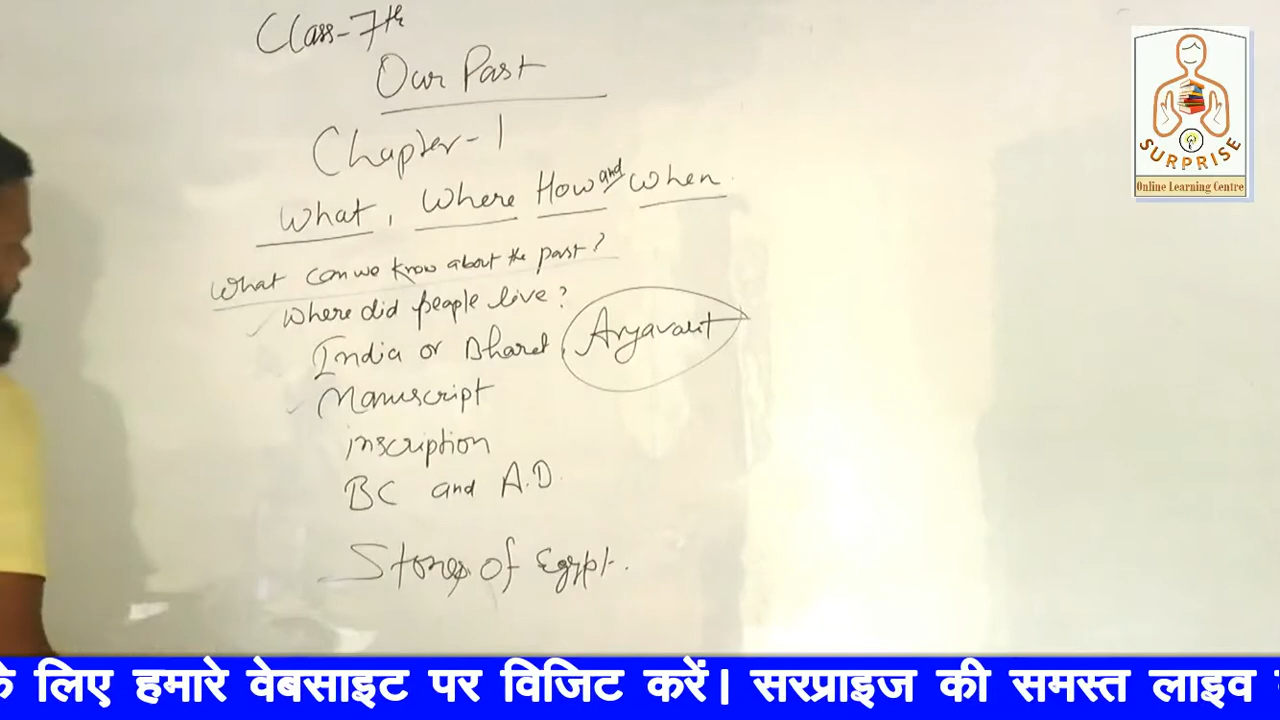 Class-7th
Our Past
Chapter-1
What, Where How and When
What can we know about the past?
Where did people live?
India or Bharat, Aryavart
Manuscript
inscription
BC and A.D.
Stones of Egypt.
SURPRISE
Online Learning Centre
के लिए हमारे वेबसाइट पर विजिट करें। सरप्राइज की समस्त लाइव